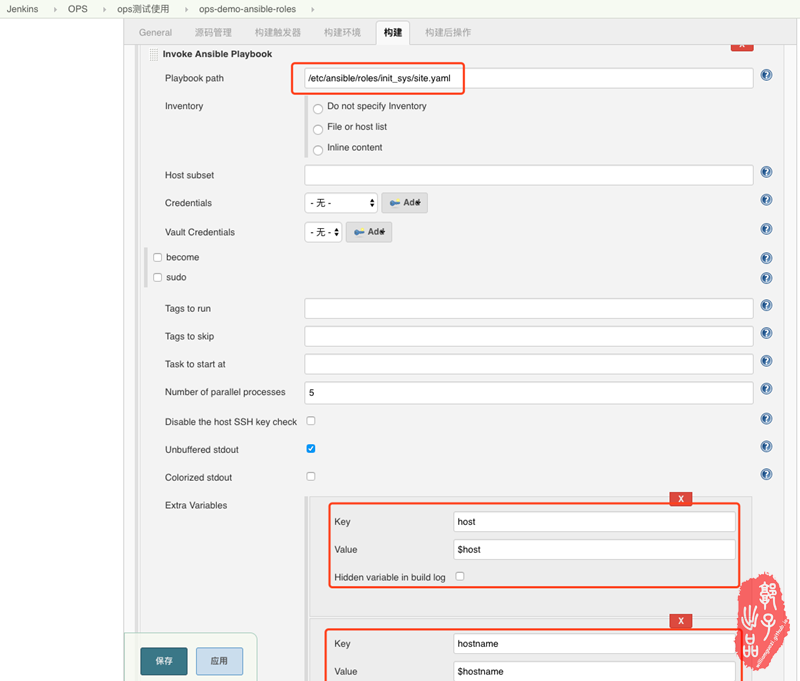 Jenkins OPS ops测试使用 ops-demo-ansible-roles
General 源码管理 构建触发器 构建环境 构建 构建后操作
Invoke Ansible Playbook
X
Playbook path /etc/ansible/roles/init_sys/site.yaml
Inventory Do not specify Inventory
File or host list
Inline content
Host subset
Credentials - 无 - Add
Vault Credentials - 无 - Add
become
sudo
Tags to run
Tags to skip
Task to start at
Number of parallel processes 5
Disable the host SSH key check
Unbuffered stdout
Colorized stdout
Extra Variables
X
Key host
Value $host
Hidden variable in build log
X
Key hostname
Value $hostname
保存 应用